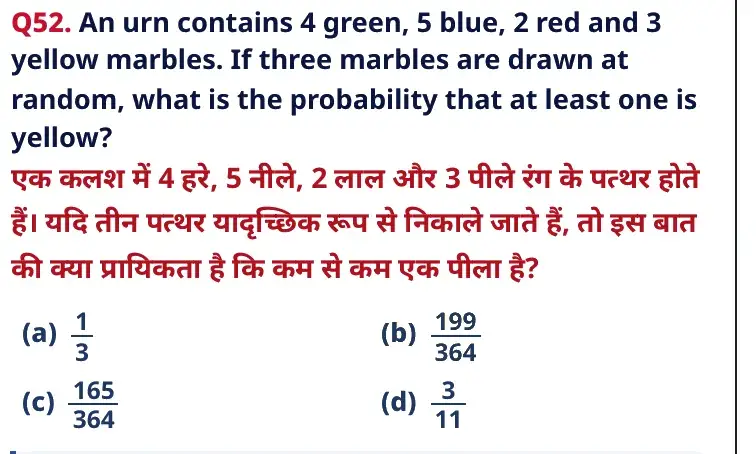 Q52. An urn contains 4 green, 5 blue, 2 red and 3
yellow marbles. If three marbles are drawn at
random, what is the probability that at least one is
yellow?
एक कलश में 4 हरे, 5 नीले, 2 लाल और 3 पीले रंग के पत्थर होते
हैं। यदि तीन पत्थर यादृच्छिक रूप से निकाले जाते हैं, तो इस बात
की क्या प्रायिकता है कि कम से कम एक पीला है?
(a) 1/3 (b) 199/364
(c) 165/364 (d) 3/11